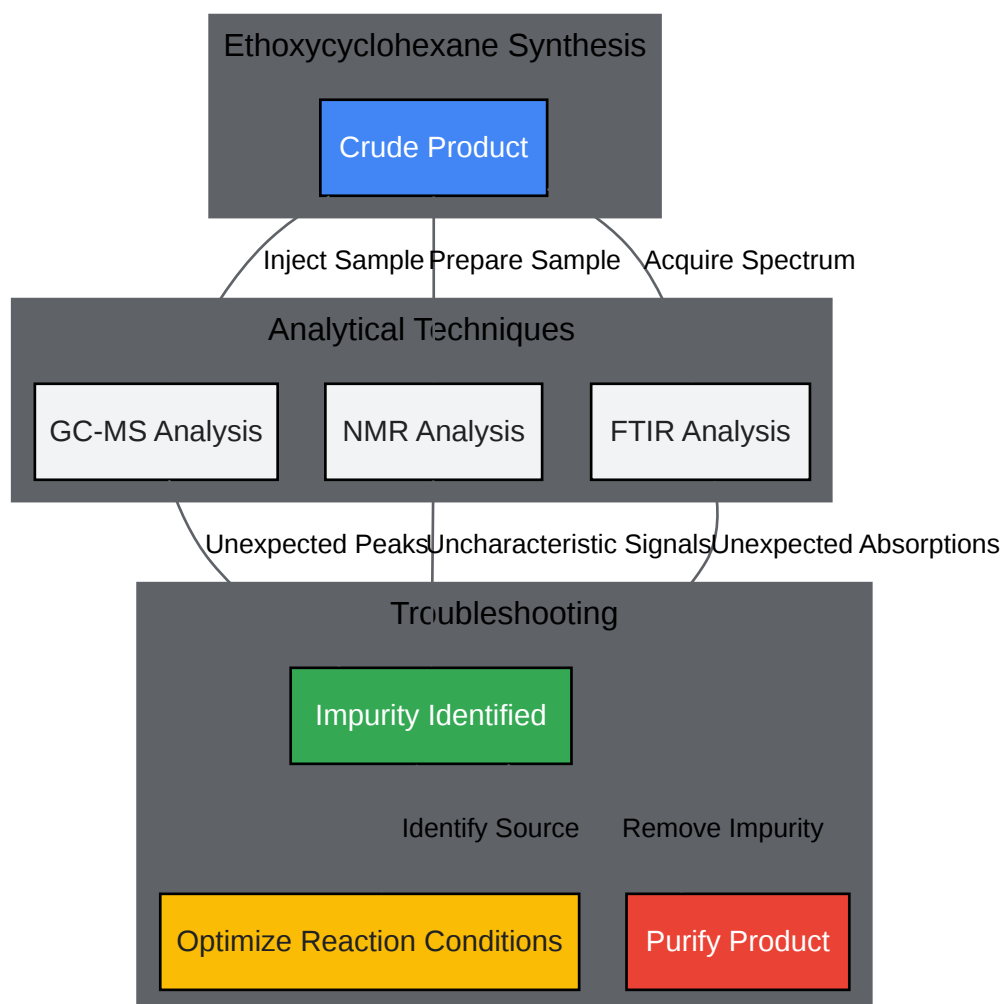 Ethoxycyclohexane Synthesis
Crude Product
Inject Sample
Prepare Sample
Acquire Spectrum
Analytical Techniques
GC-MS Analysis
NMR Analysis
FTIR Analysis
Unexpected Peaks
Uncharacteristic Signals
Unexpected Absorptions
Troubleshooting
Impurity Identified
Identify Source
Remove Impurity
Optimize Reaction Conditions
Purify Product